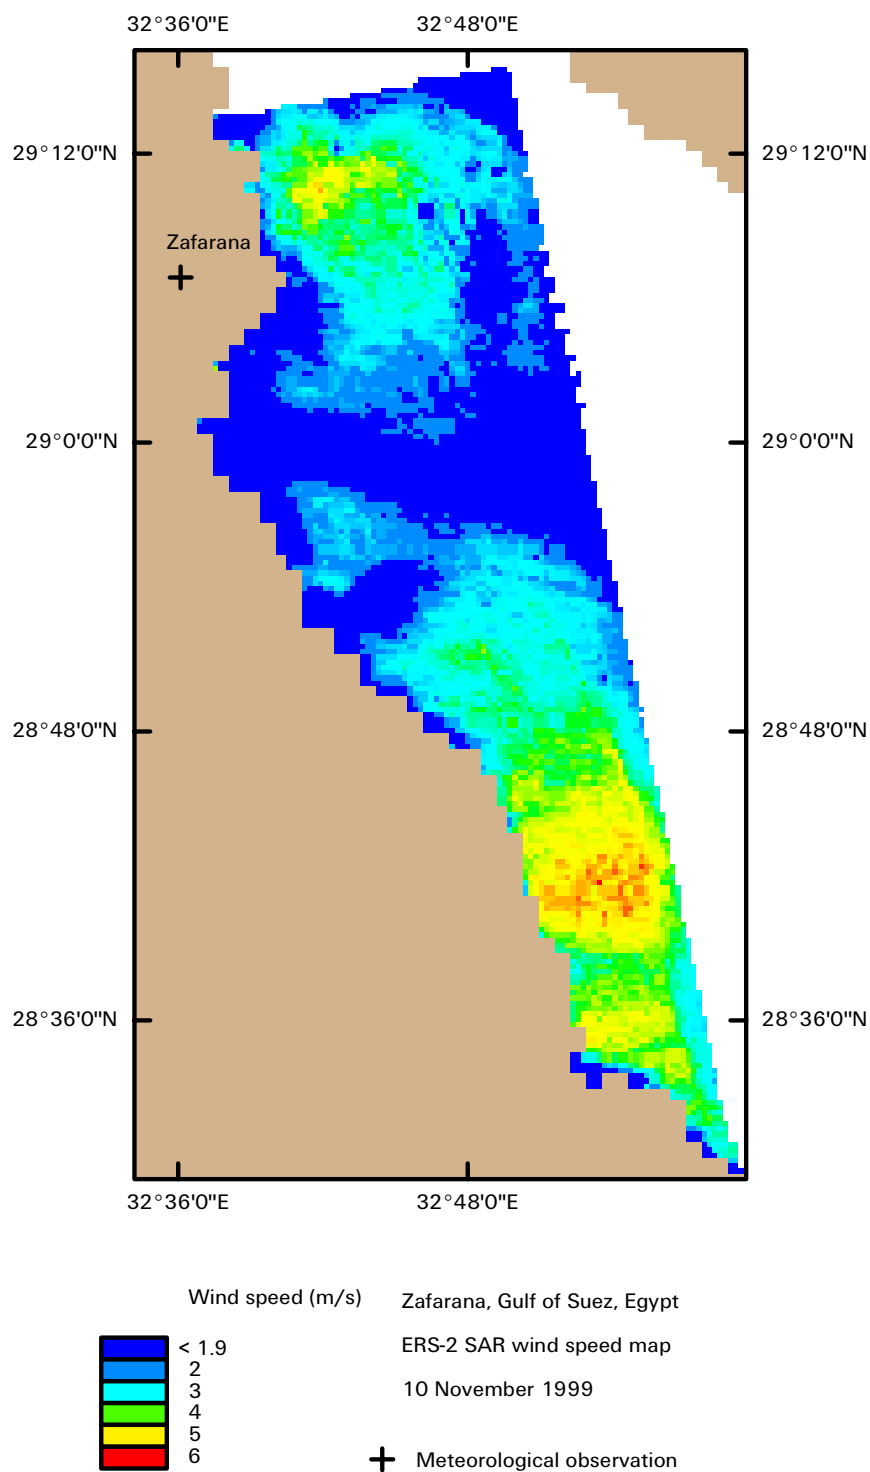 32°36'0"E 32°48'0"E
29°12'0"N 29°12'0"N
Zafarana
29°0'0"N 29°0'0"N
28°48'0"N 28°48'0"N
28°36'0"N 28°36'0"N
32°36'0"E 32°48'0"E
Wind speed (m/s)
< 1.9
2
3
4
5
6
Zafarana, Gulf of Suez, Egypt
ERS-2 SAR wind speed map
10 November 1999
Meteorological observation